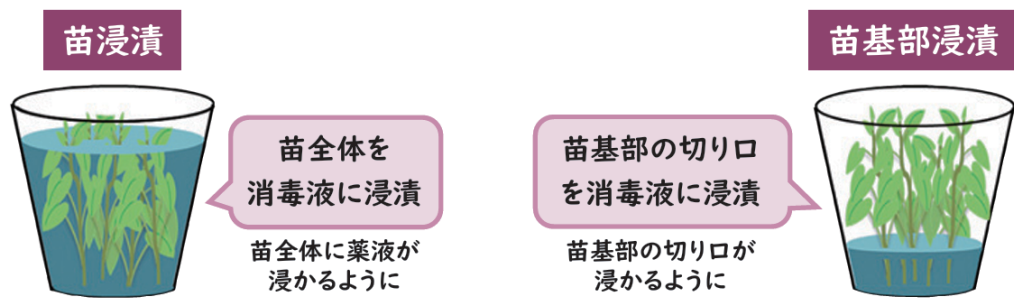 苗浸漬
苗全体を
消毒液に浸漬
苗全体に薬液が
浸かるように
苗基部浸漬
苗基部の切り口
を消毒液に浸漬
苗基部の切り口が
浸かるように